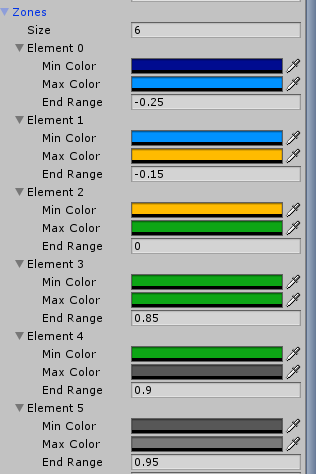 Zones
Size 6
Element 0
Min Color
Max Color
End Range -0.25
Element 1
Min Color
Max Color
End Range -0.15
Element 2
Min Color
Max Color
End Range 0
Element 3
Min Color
Max Color
End Range 0.85
Element 4
Min Color
Max Color
End Range 0.9
Element 5
Min Color
Max Color
End Range 0.95